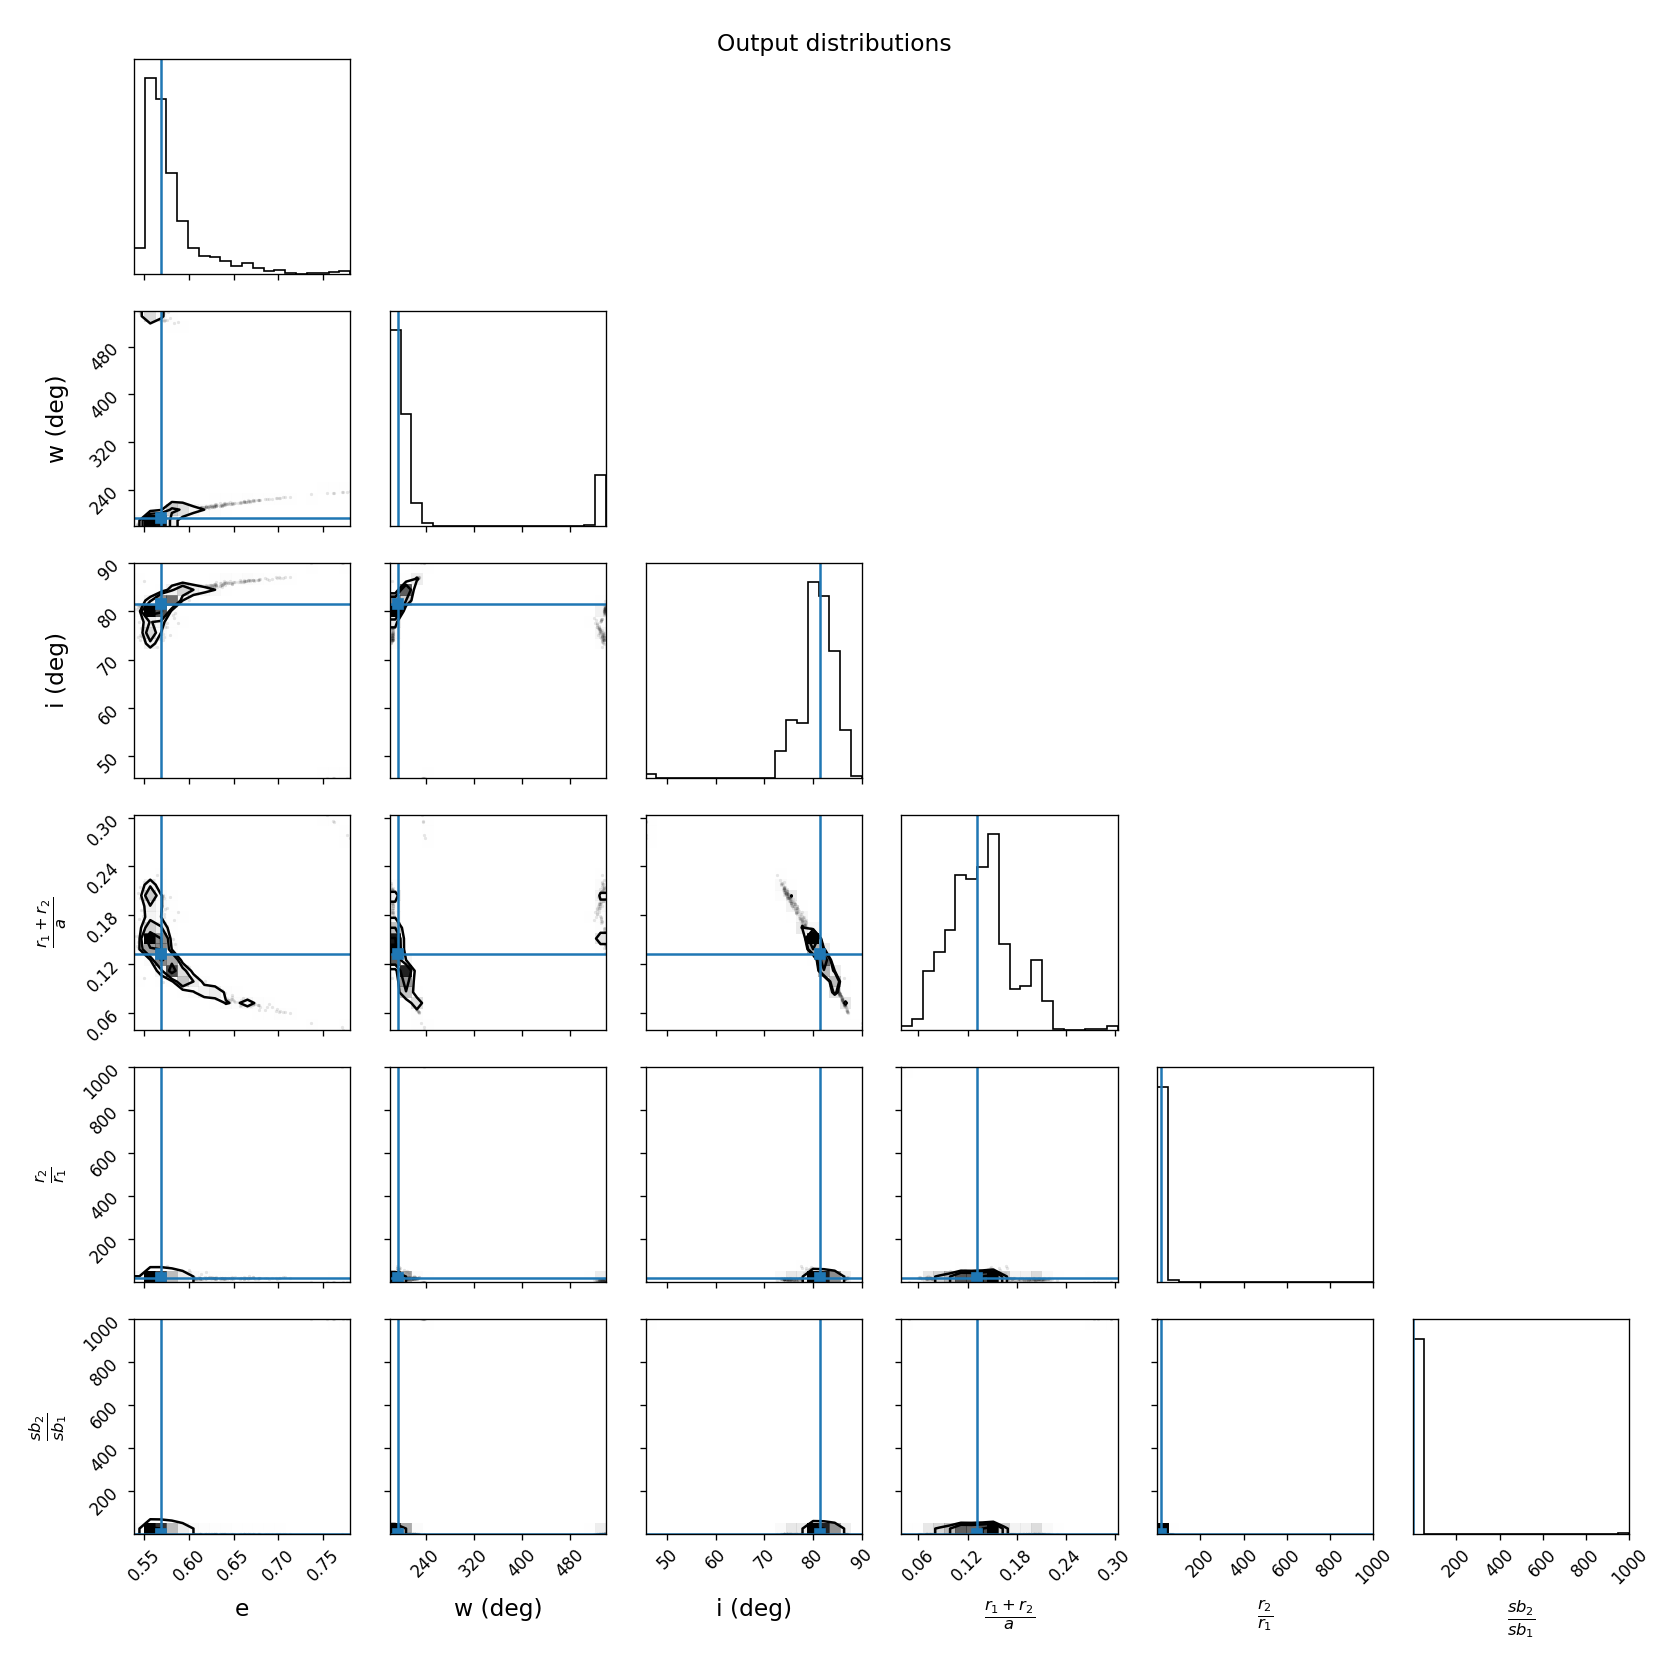 Output distributions
w (deg)
480
400
320
240
i (deg)
90
80
70
60
50
r₁ + r₂
a
0.30
0.24
0.18
0.12
0.06
r₂
r₁
1000
800
600
400
200
sb₂
sb₁
1000
800
600
400
200
0.55 0.60 0.65 0.70 0.75
240 320 400 480
50 60 70 80 90
0.06 0.12 0.18 0.24 0.30
200 400 600 800 1000
200 400 600 800 1000
e
w (deg)
i (deg)
r₁ + r₂
a
r₂
r₁
sb₂
sb₁